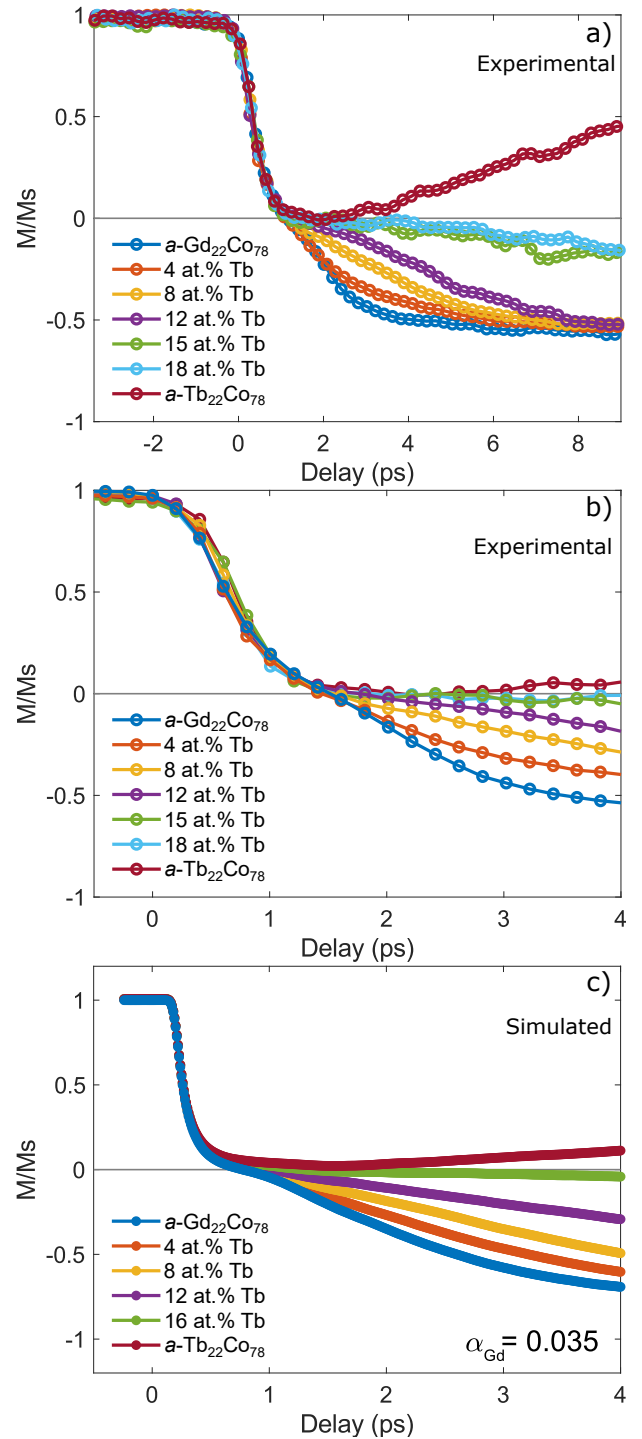 a)
Experimental
1
0.5
0
-0.5
-1
M/Ms
a-Gd₂₂Co₇₈
4 at.% Tb
8 at.% Tb
12 at.% Tb
15 at.% Tb
18 at.% Tb
a-Tb₂₂Co₇₈
-2 0 2 4 6 8
Delay (ps)
b)
Experimental
1
0.5
0
-0.5
-1
M/Ms
a-Gd₂₂Co₇₈
4 at.% Tb
8 at.% Tb
12 at.% Tb
15 at.% Tb
18 at.% Tb
a-Tb₂₂Co₇₈
0 1 2 3 4
Delay (ps)
c)
Simulated
1
0.5
0
-0.5
-1
M/Ms
a-Gd₂₂Co₇₈
4 at.% Tb
8 at.% Tb
12 at.% Tb
16 at.% Tb
a-Tb₂₂Co₇₈
α_Gd = 0.035
0 1 2 3 4
Delay (ps)